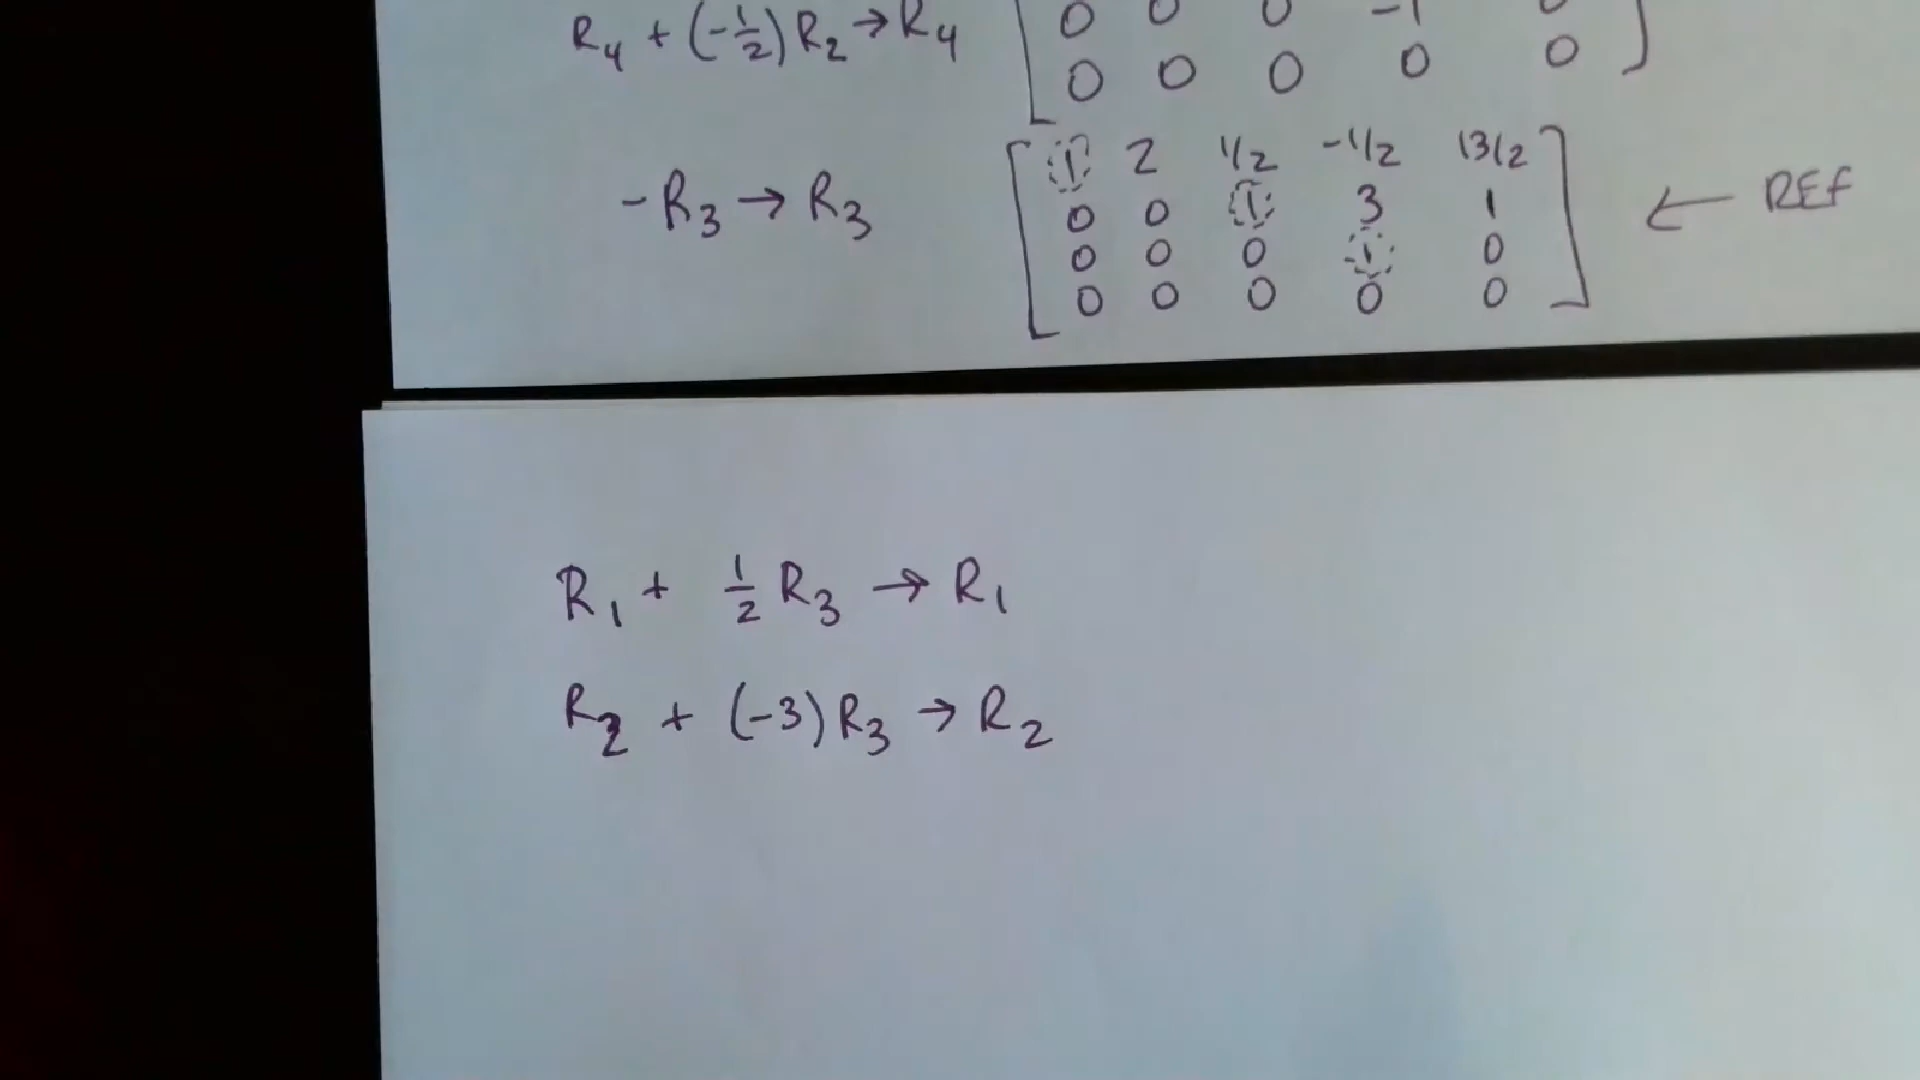 R₄ + (-½)R₂ → R₄
0 0 0 -1 0
0 0 0 0 0
-R₃ → R₃
1 2 1/2 -1/2 13/2
0 0 1 3 1
← REF
0 0 0 1 0
0 0 0 0 0
R₁ + ½ R₃ → R₁
R₂ + (-3)R₃ → R₂